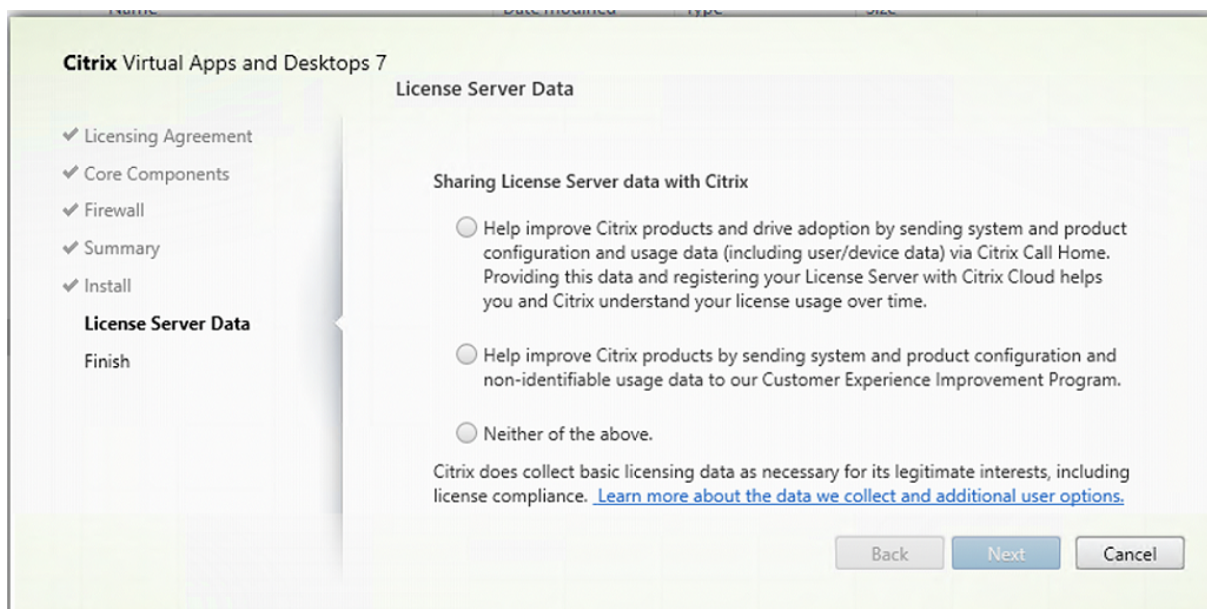 Name Date modified Type Size
Citrix Virtual Apps and Desktops 7
License Server Data
Licensing Agreement
Core Components
Firewall
Summary
Install
License Server Data
Finish
Sharing License Server data with Citrix
Help improve Citrix products and drive adoption by sending system and product
configuration and usage data (including user/device data) via Citrix Call Home.
Providing this data and registering your License Server with Citrix Cloud helps
you and Citrix understand your license usage over time.
Help improve Citrix products by sending system and product configuration and
non-identifiable usage data to our Customer Experience Improvement Program.
Neither of the above.
Citrix does collect basic licensing data as necessary for its legitimate interests, including
license compliance. Learn more about the data we collect and additional user options.
Back Next Cancel